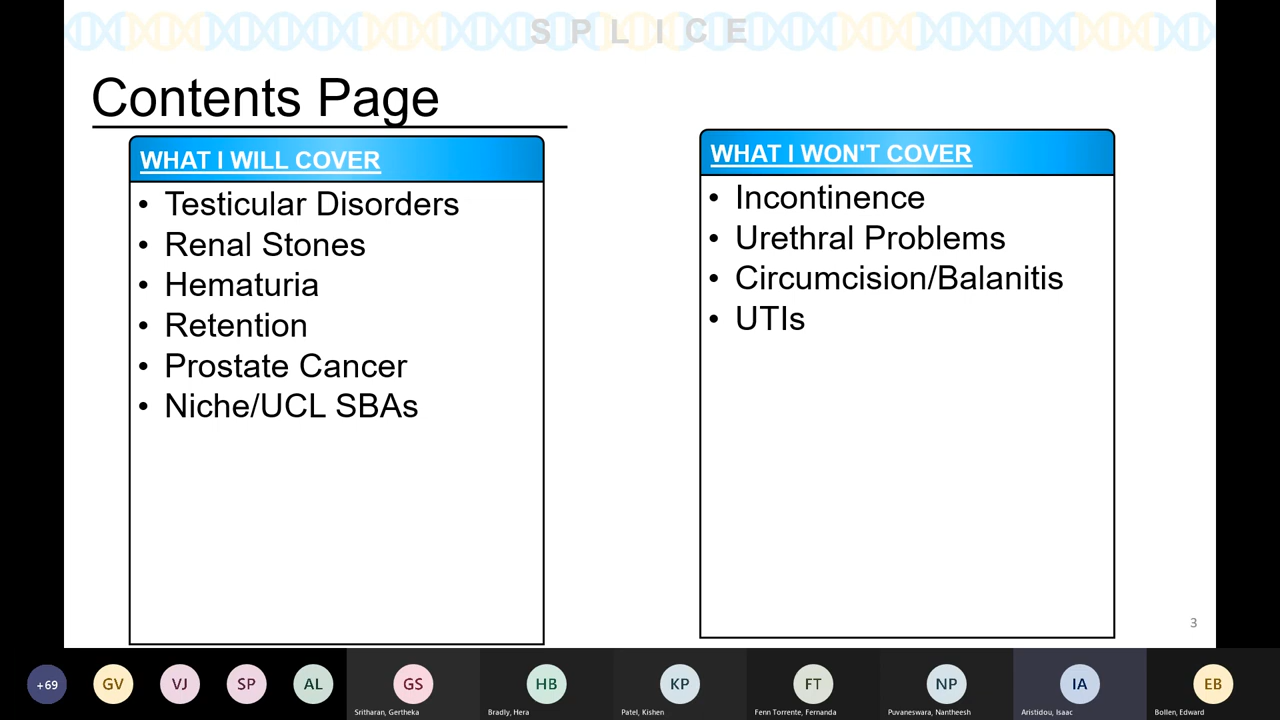 S P L I C E
Contents Page
WHAT I WILL COVER
• Testicular Disorders
• Renal Stones
• Hematuria
• Retention
• Prostate Cancer
• Niche/UCL SBAs
WHAT I WON'T COVER
• Incontinence
• Urethral Problems
• Circumcision/Balanitis
• UTIs
3
+69
GV
VJ
SP
AL
GS
Sritharan, Gertheka
HB
Bradly, Hera
KP
Patel, Kishen
FT
Fenn Torrente, Fernanda
NP
Puvaneswara, Nantheesh
IA
Aristidou, Isaac
EB
Bollen, Edward